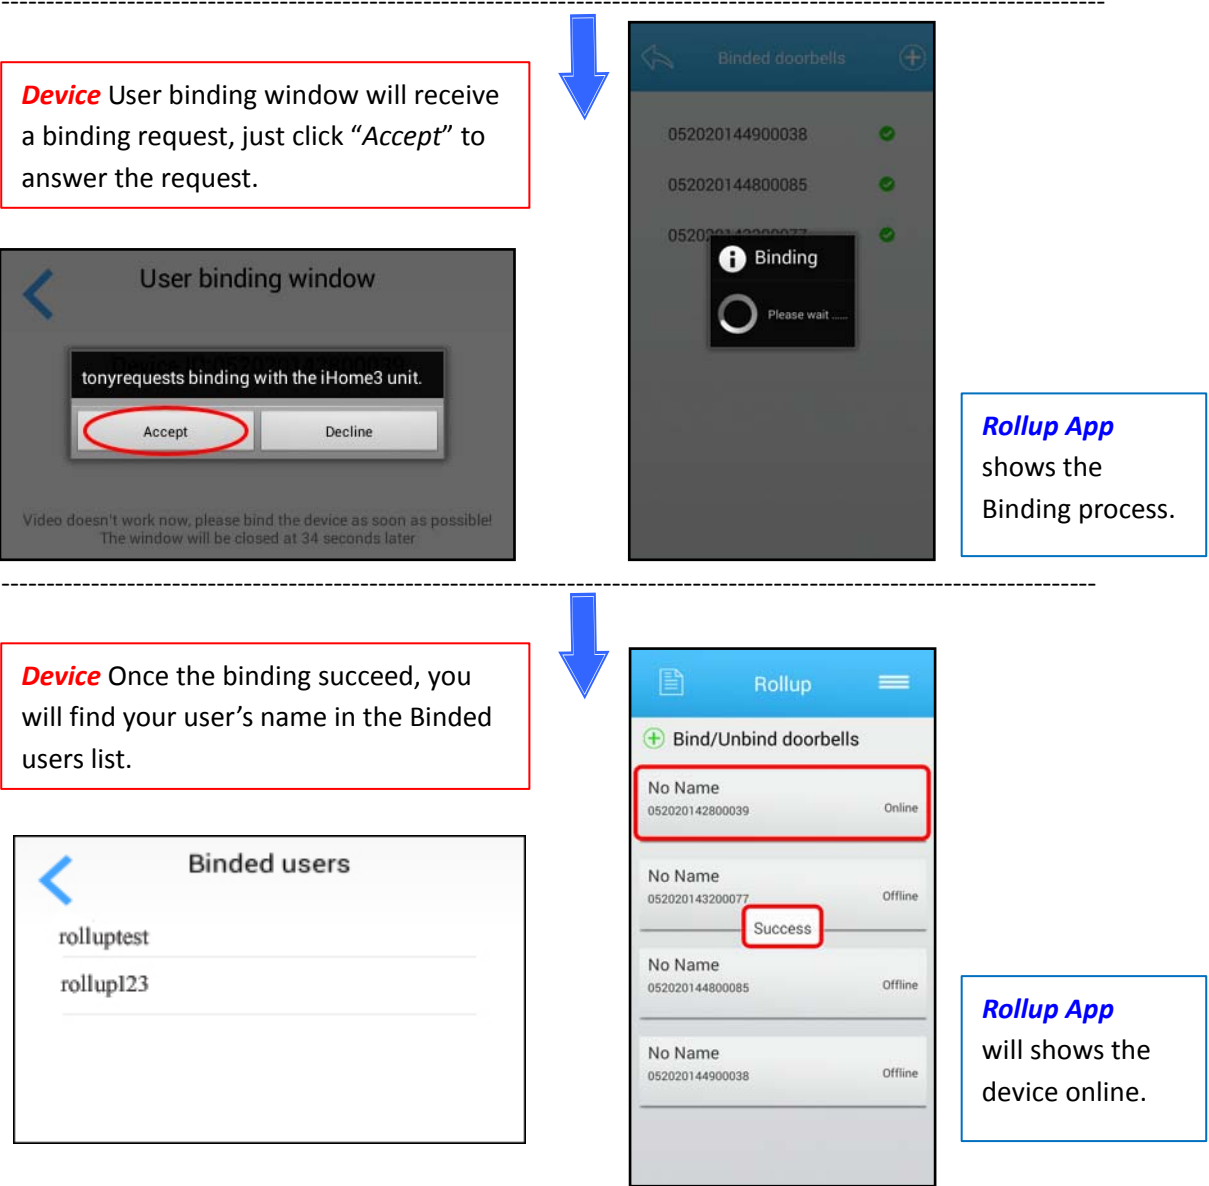 Device User binding window will receive
a binding request, just click “Accept” to
answer the request.
User binding window
tonyrequests binding with the iHome3 unit.
Accept
Decline
Video doesn't work now, please bind the device as soon as possible!
The window will be closed at 34 seconds later
Binded doorbells
052020144900038
052020144800085
Binding
Please wait ......
Rollup App
shows the
Binding process.
Device Once the binding succeed, you
will find your user’s name in the Binded
users list.
Binded users
rolluptest
rollup123
Rollup
Bind/Unbind doorbells
No Name
052020142800039
Online
No Name
052020143200077
Offline
Success
No Name
052020144800085
Offline
No Name
052020144900038
Offline
Rollup App
will shows the
device online.